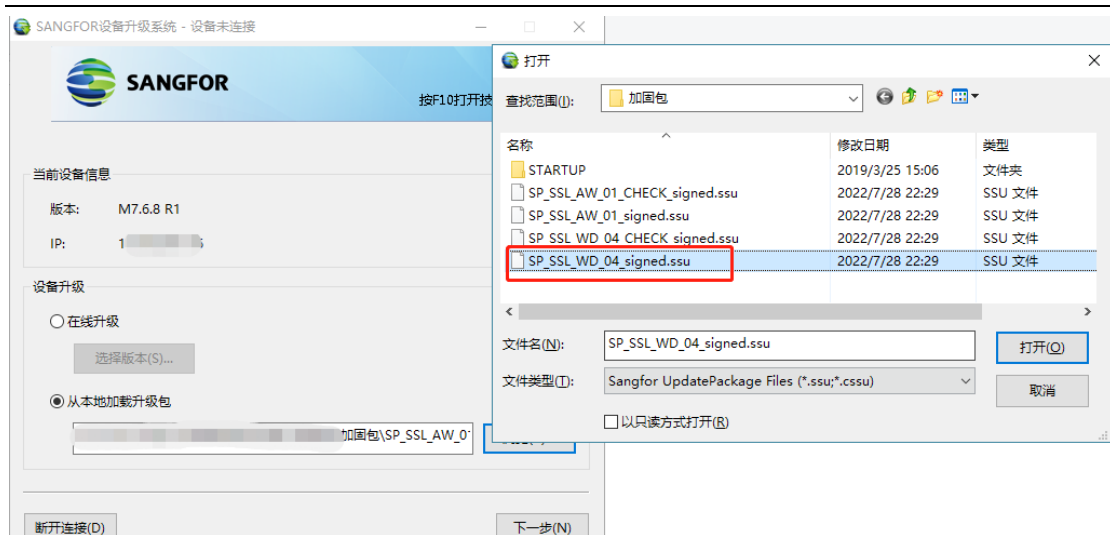 SANGFOR设备升级系统 - 设备未连接
SANGFOR
按F10打开技
当前设备信息
版本: M7.6.8 R1
IP: 1
设备升级
在线升级
选择版本(S)...
从本地加载升级包
加固包\SP_SSL_AW_0
断开连接(D)
下一步(N)
打开
查找范围(I):
加固包
名称 修改日期 类型
STARTUP 2019/3/25 15:06 文件夹
SP_SSL_AW_01_CHECK_signed.ssu 2022/7/28 22:29 SSU 文件
SP_SSL_AW_01_signed.ssu 2022/7/28 22:29 SSU 文件
SP_SSL_WD_04_CHECK_signed.ssu 2022/7/28 22:29 SSU 文件
SP_SSL_WD_04_signed.ssu 2022/7/28 22:29 SSU 文件
文件名(N): SP_SSL_WD_04_signed.ssu 打开(O)
文件类型(T): Sangfor UpdatePackage Files (*.ssu;*.cssu) 取消
以只读方式打开(R)